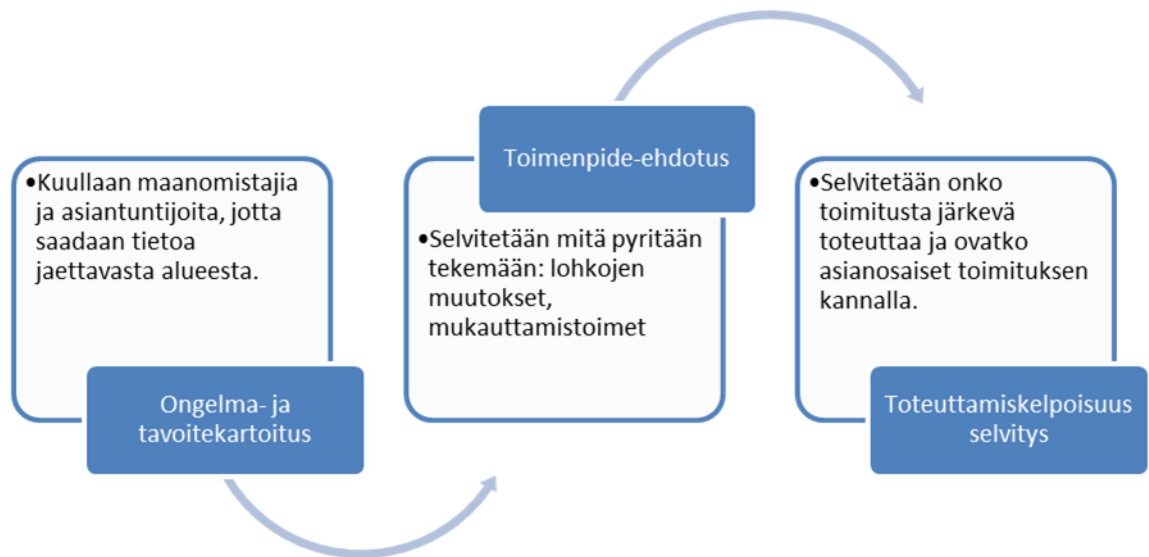 •Kuullaan maanomistajia
ja asiantuntijoita, jotta
saadaan tietoa
jaettavasta alueesta.
Ongelma- ja
tavoitekartoitus
Toimenpide-ehdotus
•Selvitetään mitä pyritään
tekemään: lohkojen
muutokset,
mukauttamistoimet
•Selvitetään onko
toimitusta järkevä
toteuttaa ja ovatko
asianosaiset toimituksen
kannalla.
Toteuttamiskelpoisuus
selvitys